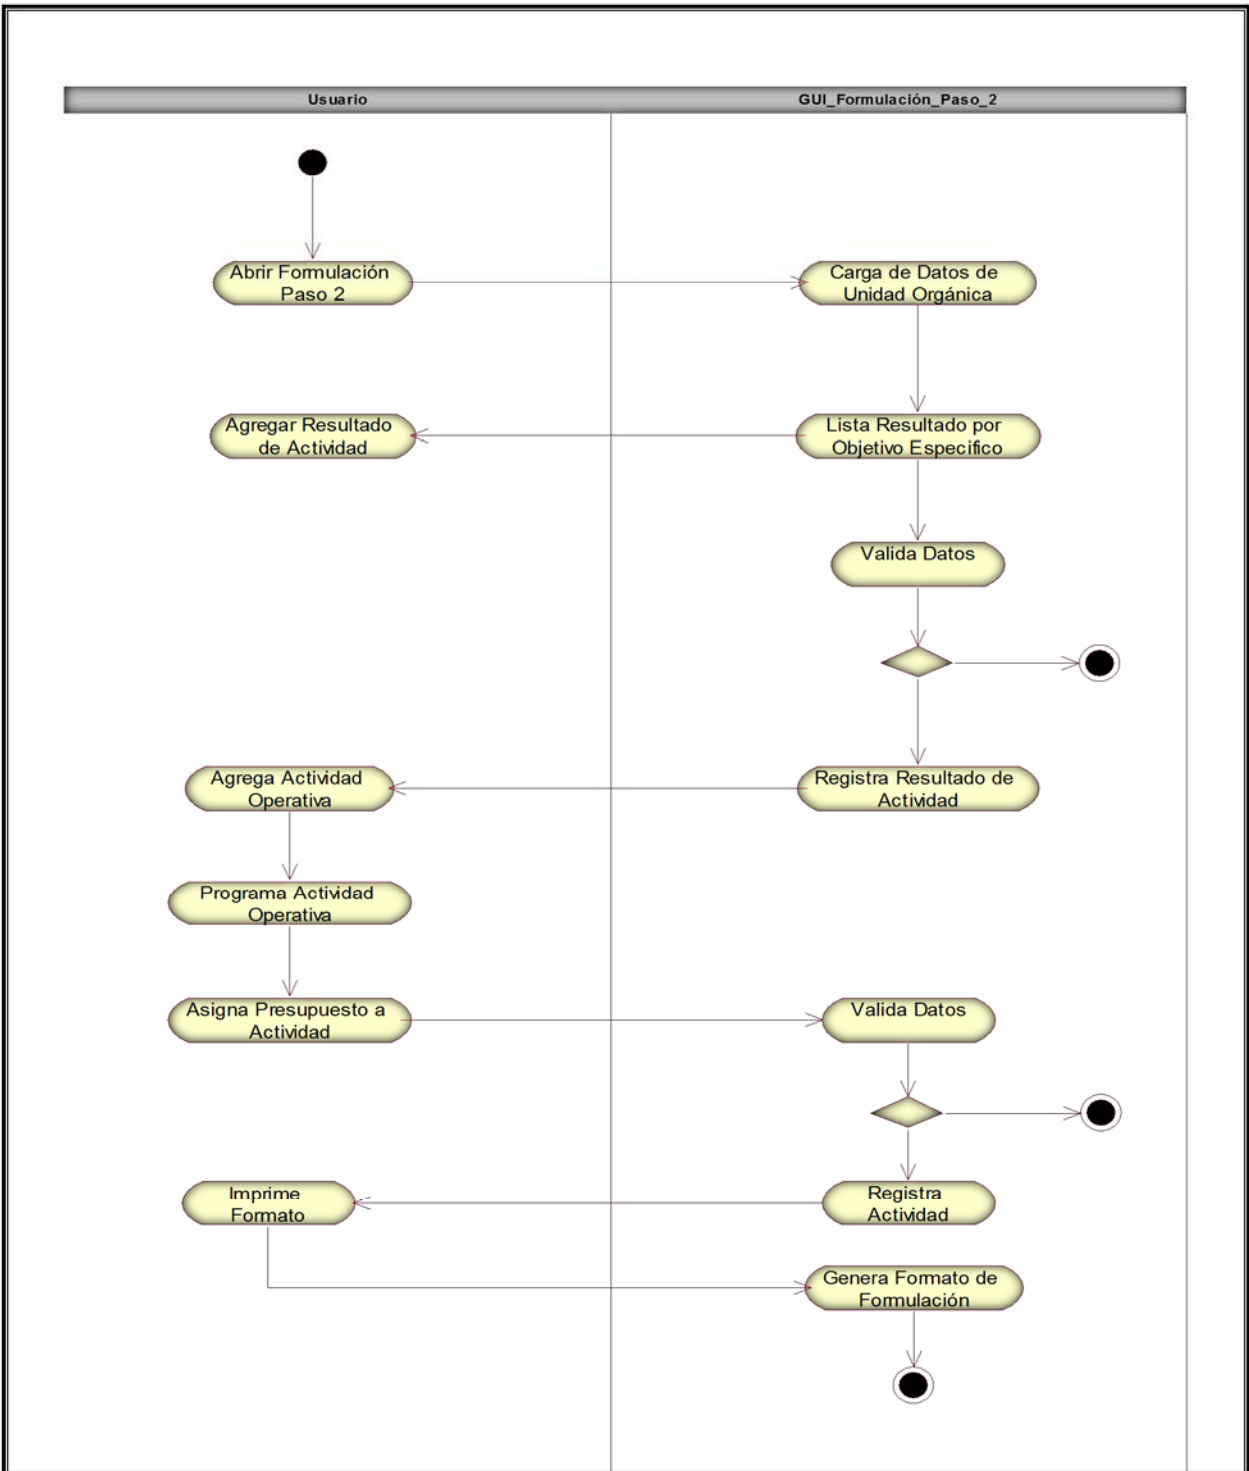 Usuario
GUI_Formulación_Paso_2
Abrir Formulación
Paso 2
Carga de Datos de
Unidad Orgánica
Agregar Resultado
de Actividad
Lista Resultado por
Objetivo Especifico
Valida Datos
Agrega Actividad
Operativa
Registra Resultado de
Actividad
Programa Actividad
Operativa
Asigna Presupuesto a
Actividad
Valida Datos
Imprime
Formato
Registra
Actividad
Genera Formato de
Formulación